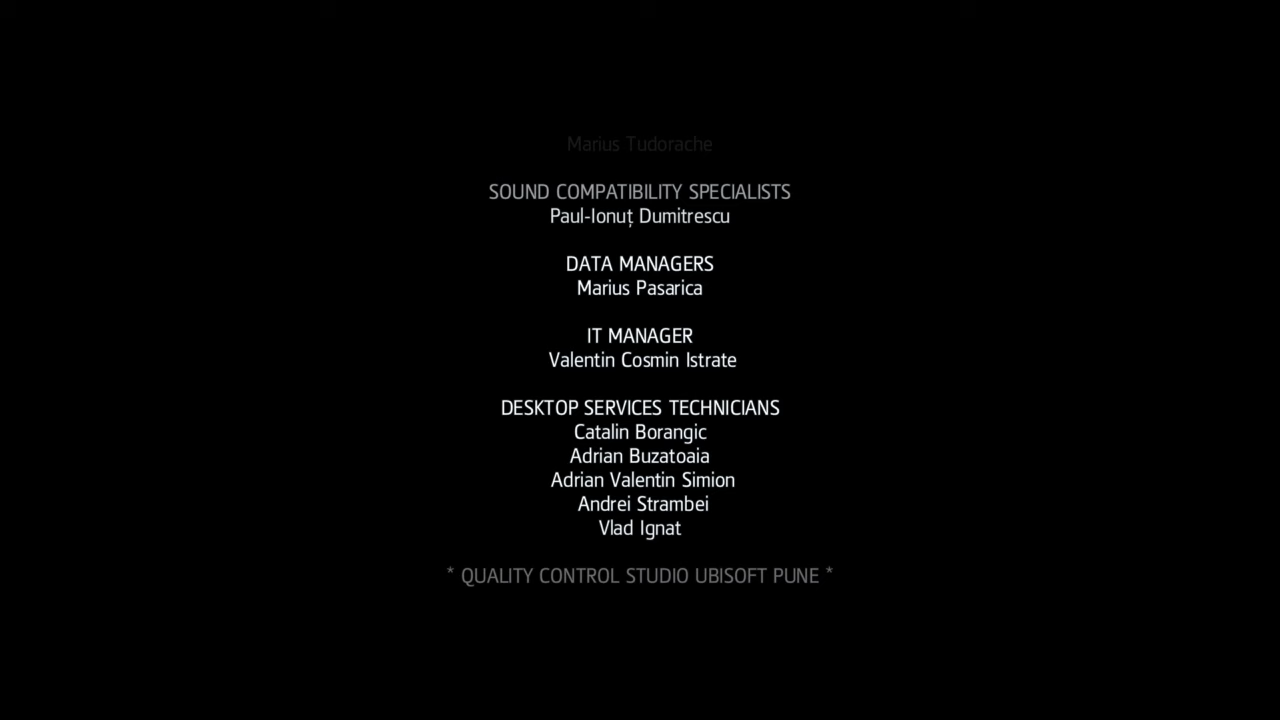 Marius Tudorache
SOUND COMPATIBILITY SPECIALISTS
Paul-Ionuț Dumitrescu
DATA MANAGERS
Marius Pasarica
IT MANAGER
Valentin Cosmin Istrate
DESKTOP SERVICES TECHNICIANS
Catalin Borangic
Adrian Buzatoaia
Adrian Valentin Simion
Andrei Strambei
Vlad Ignat
* QUALITY CONTROL STUDIO UBISOFT PUNE *